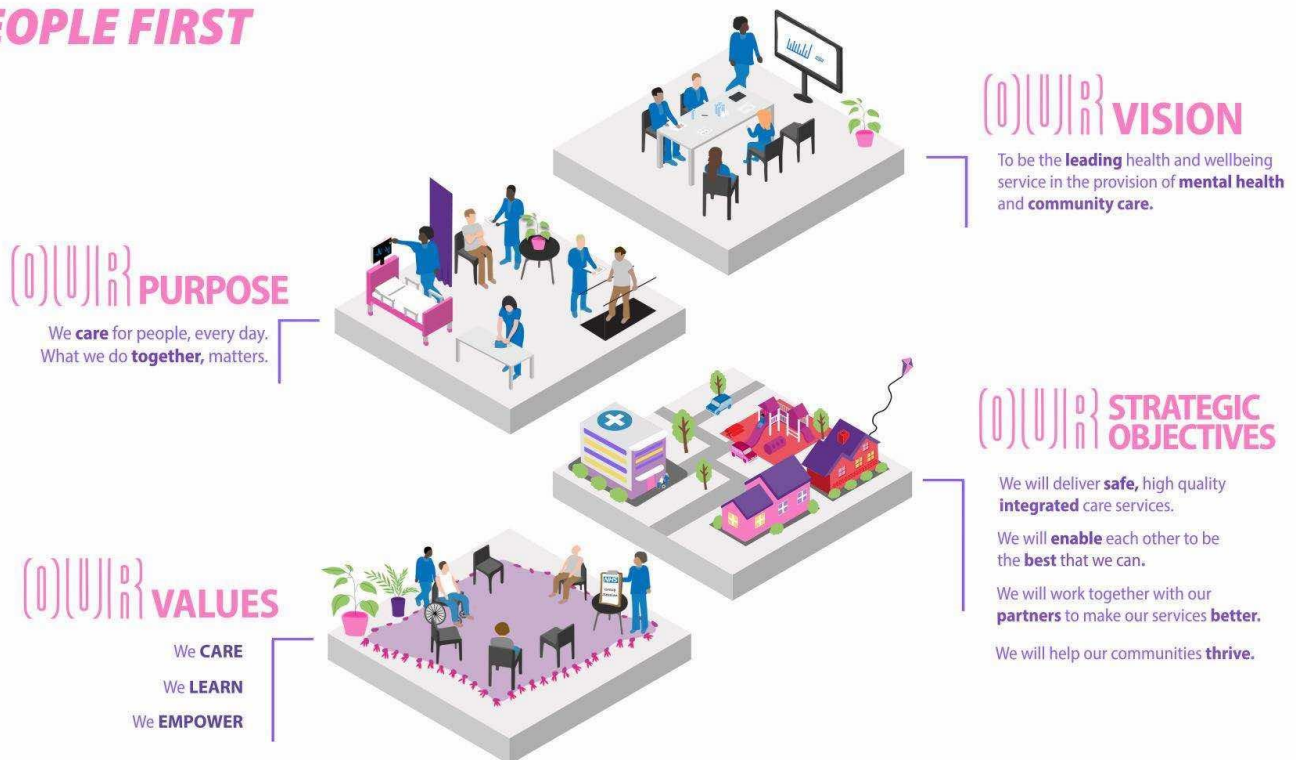 EOPLE FIRST
OUR VISION
To be the leading health and wellbeing
service in the provision of mental health
and community care.
OUR PURPOSE
We care for people, every day.
What we do together, matters.
OUR STRATEGIC
OBJECTIVES
We will deliver safe, high quality
integrated care services.
We will enable each other to be
the best that we can.
We will work together with our
partners to make our services better.
We will help our communities thrive.
OUR VALUES
We CARE
We LEARN
We EMPOWER
NHS